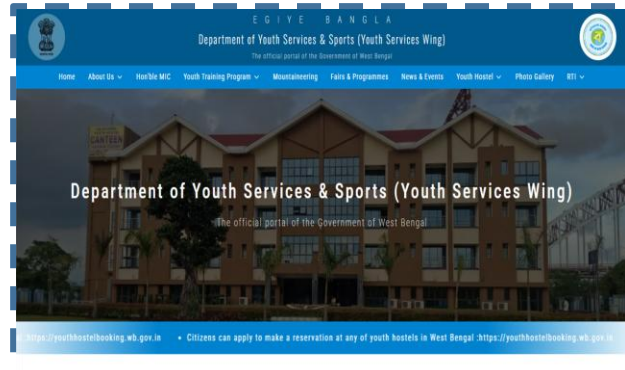 EGIYE BANGLA
Department of Youth Services & Sports (Youth Services Wing)
The official portal of the Government of West Bengal
Home About Us Hon'ble MIC Youth Training Program Mountaineering Fairs & Programmes News & Events Youth Hostel Photo Gallery RTI
CANTEEN
Department of Youth Services & Sports (Youth Services Wing)
The official portal of the Government of West Bengal
:https://youthhostelbooking.wb.gov.in • Citizens can apply to make a reservation at any of youth hostels in West Bengal :https://youthhostelbooking.wb.gov.in